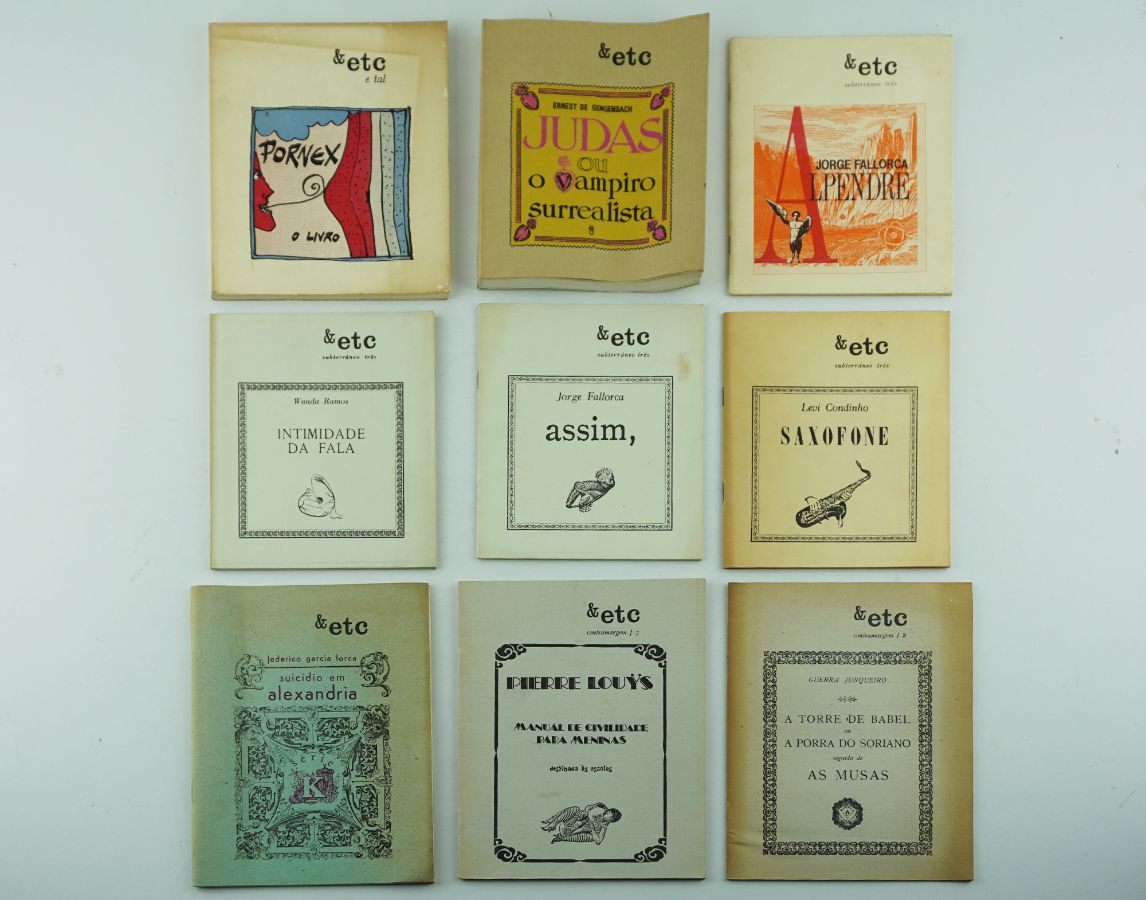 &etc
e tal
PORNEX
O LIVRO
&etc
ERNEST DE GENGENBACH
JUDAS
ou
o Vampiro
surrealista
&etc
subterrâneo três
JORGE FALLORCA
ALPENDRE
&etc
subterrâneo três
Wanda Ramos
INTIMIDADE
DA FALA
&etc
subterrâneo três
Jorge Fallorca
assim,
&etc
subterrâneo três
Levi Condinho
SAXOFONE
&etc
federico garcia lorca
suicídio em
alexandria
série
K
&etc
contramargem / 7
PIERRE LOUŸS
MANUAL DE CIVILIDADE
PARA MENINAS
destinado às escolas
&etc
contramargem / 2
GUERRA JUNQUEIRO
A TORRE DE BABEL
ou
A PORRA DO SORIANO
seguida de
AS MUSAS